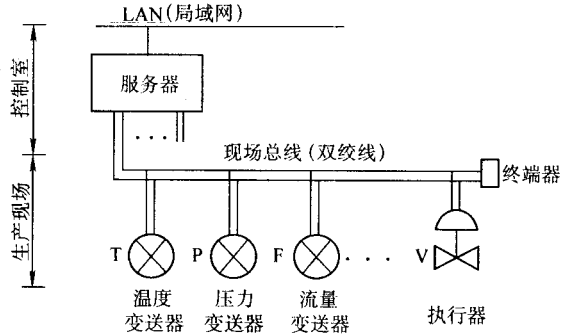 LAN(局域网)
控制室
服务器
...
现场总线(双绞线)
终端器
生产现场
T
P
F
...
V
温度
变送器
压力
变送器
流量
变送器
执行器